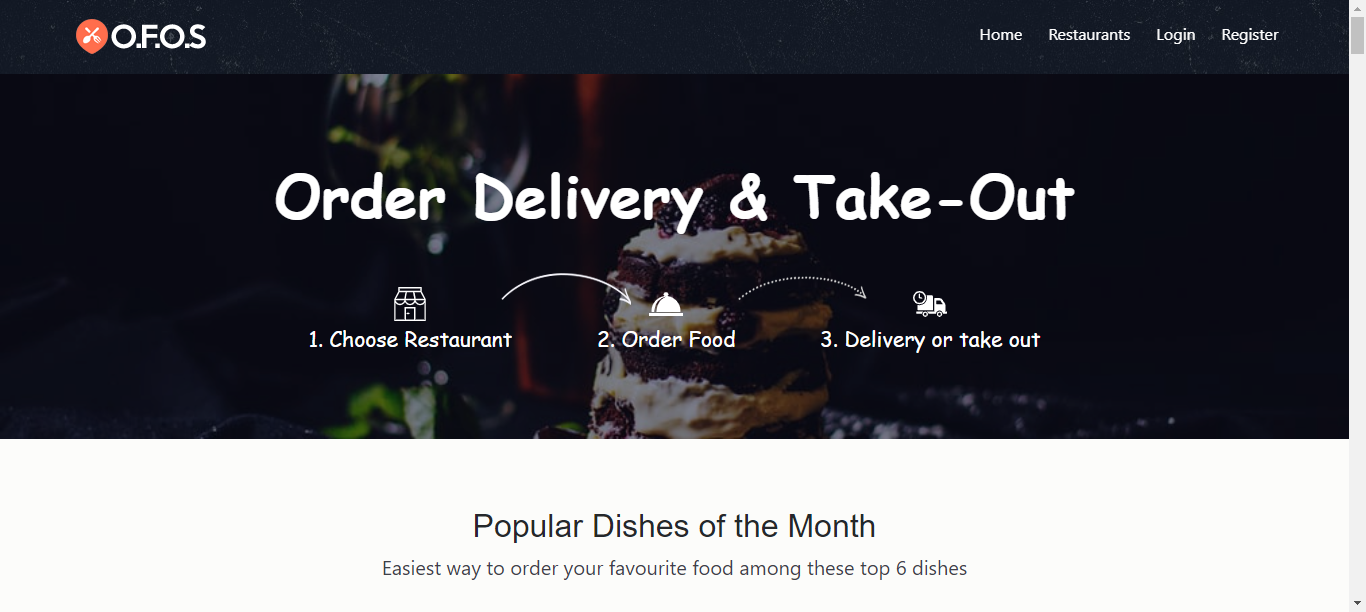 O.F.O.S
Home Restaurants Login Register
Order Delivery & Take-Out
1. Choose Restaurant 2. Order Food 3. Delivery or take out
Popular Dishes of the Month
Easiest way to order your favourite food among these top 6 dishes